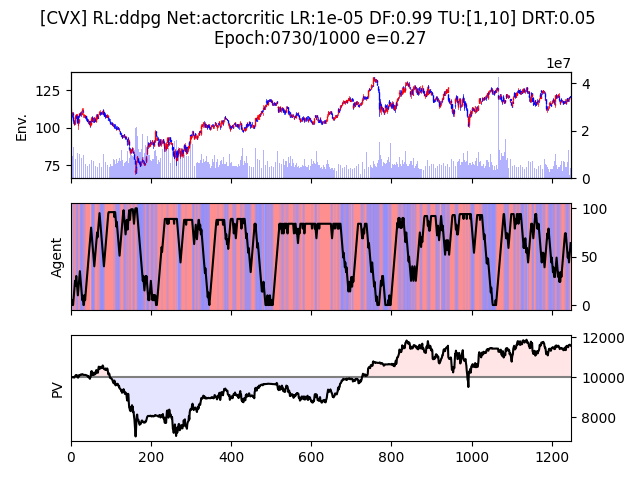 [CVX] RL:ddpg Net:actorcritic LR:1e-05 DF:0.99 TU:[1,10] DRT:0.05
Epoch:0730/1000 e=0.27
1e7
125
100
75
Env.
4
2
0
Agent
100
50
0
PV
12000
10000
8000
0 200 400 600 800 1000 1200